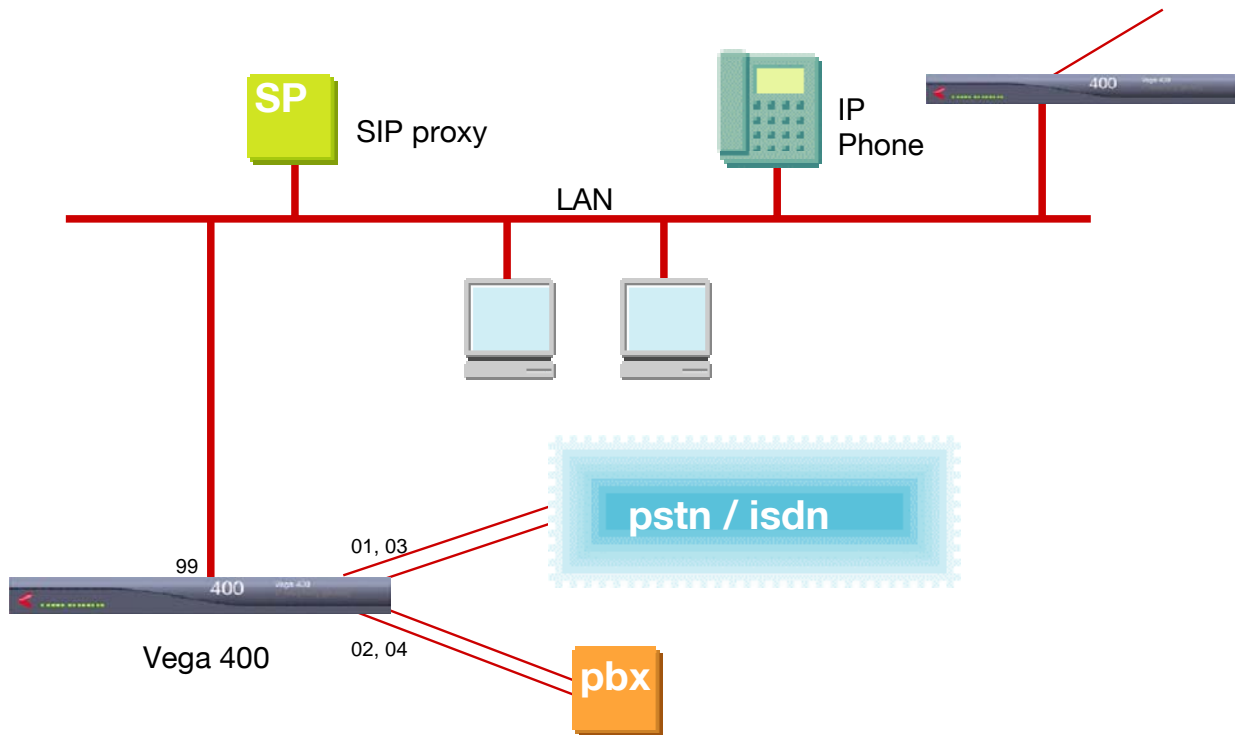 400
SP
SIP proxy
IP
Phone
LAN
pstn / isdn
01, 03
99
400
Vega 400
02, 04
pbx